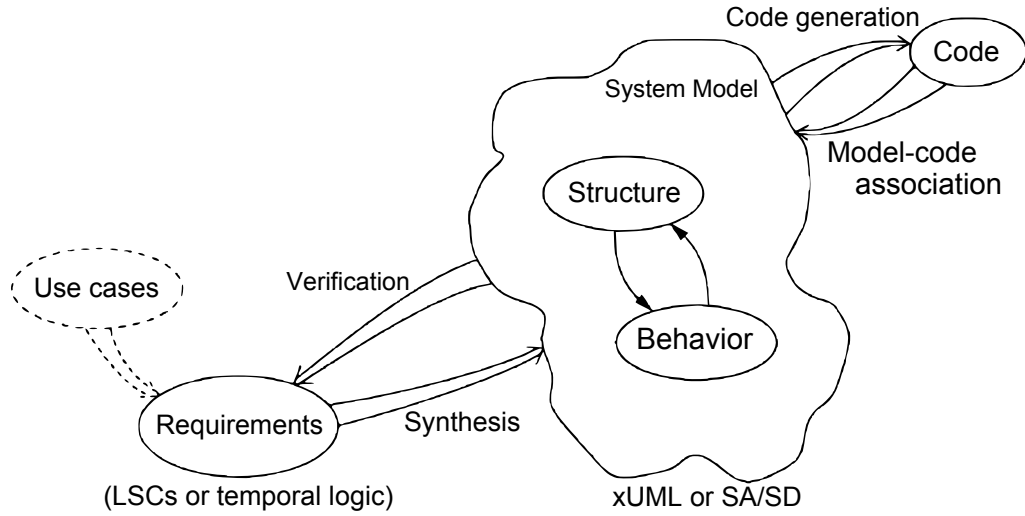 Code generation
Code
System Model
Model-code
association
Structure
Use cases
Verification
Behavior
Requirements
Synthesis
(LSCs or temporal logic)
xUML or SA/SD